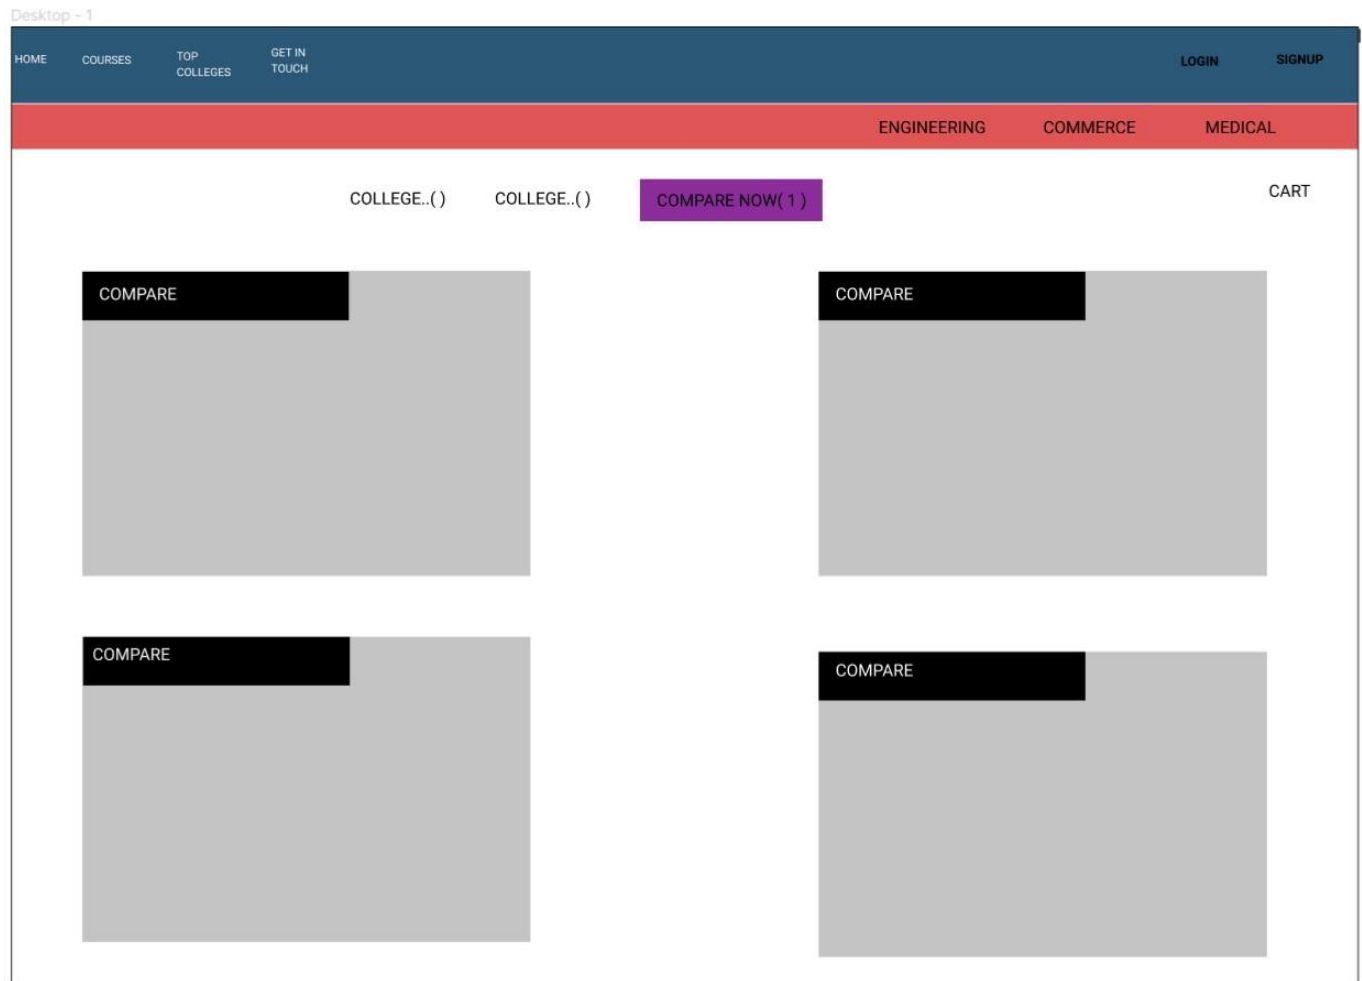 Desktop - 1
HOME
COURSES
TOP
COLLEGES
GET IN
TOUCH
LOGIN
SIGNUP
ENGINEERING
COMMERCE
MEDICAL
COLLEGE..( )
COLLEGE..( )
COMPARE NOW( 1 )
CART
COMPARE
COMPARE
COMPARE
COMPARE